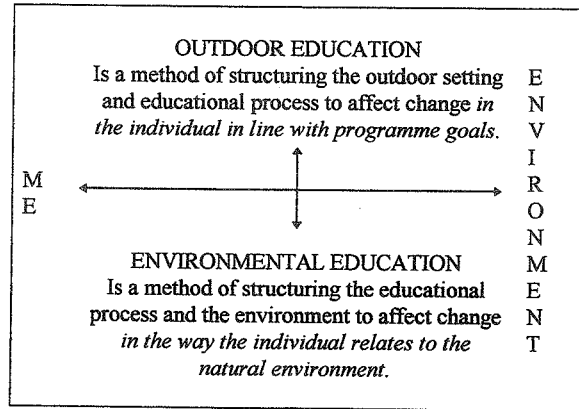 OUTDOOR EDUCATION
Is a method of structuring the outdoor setting
and educational process to affect change in
the individual in line with programme goals.
ME
ENVIRONMENT
ENVIRONMENTAL EDUCATION
Is a method of structuring the educational
process and the environment to affect change
in the way the individual relates to the
natural environment.